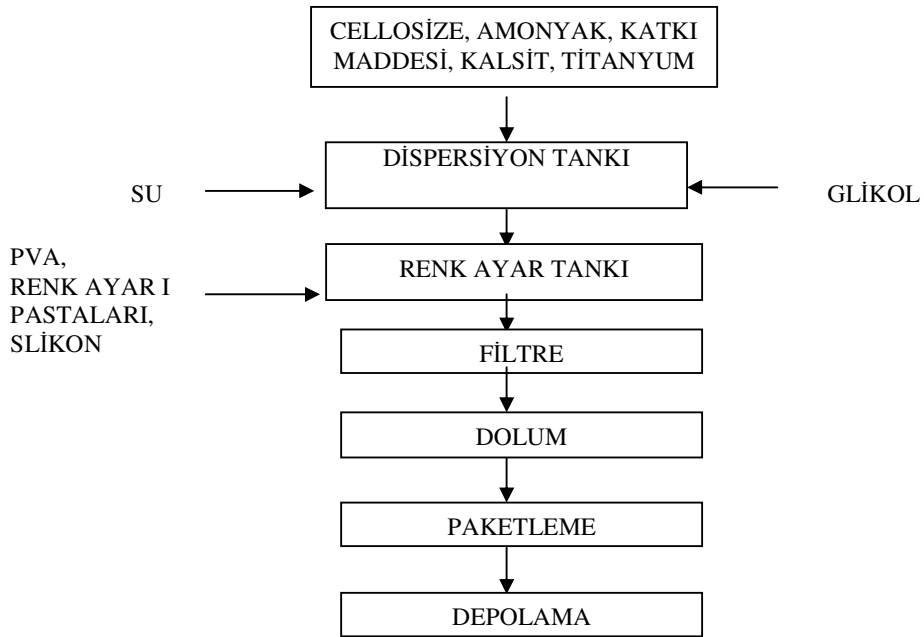 CELLOSİZE, AMONYAK, KATKI
MADDESİ, KALSİT, TİTANYUM
DİSPERSİYON TANKI
SU
GLİKOL
PVA,
RENK AYAR I
PASTALARI,
SLİKON
RENK AYAR TANKI
FİLTRE
DOLUM
PAKETLEME
DEPOLAMA